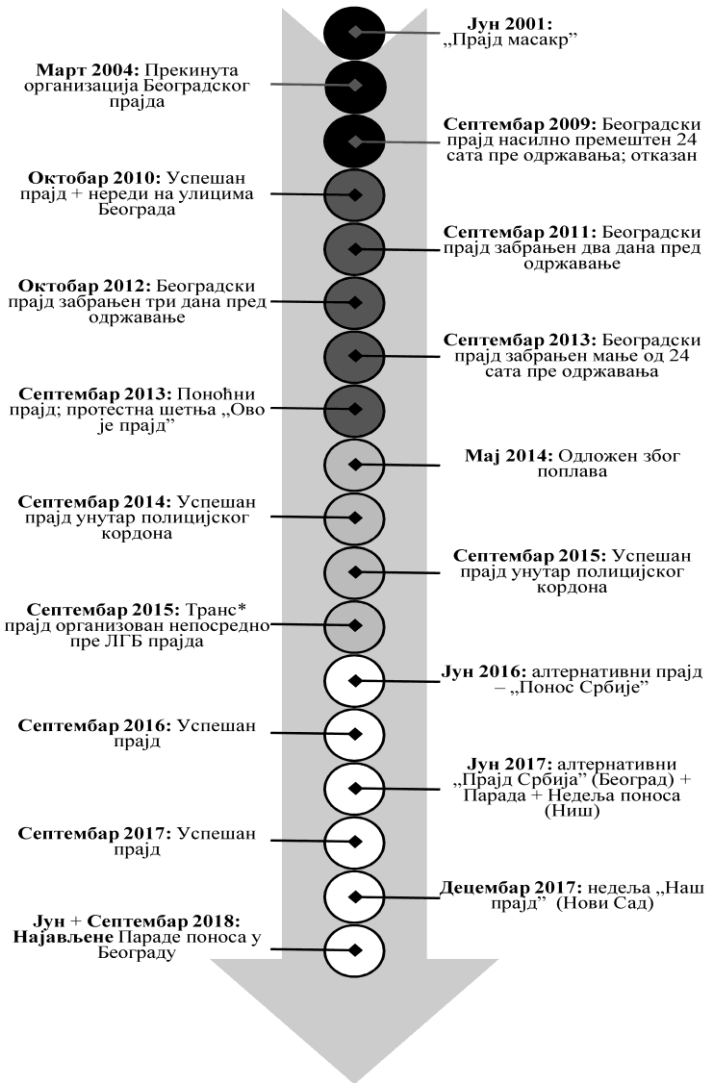 Јун 2001:
„Прајд масакр”
Март 2004: Прекинута
организација Београдског
прајда
Септембар 2009: Београдски
прајд насилно премештен 24
сата пре одржавања; отказан
Октобар 2010: Успешан
прајд + нереди на улицима
Београда
Септембар 2011: Београдски
прајд забрањен два дана пред
одржавање
Октобар 2012: Београдски
прајд забрањен три дана пред
одржавање
Септембар 2013: Београдски
прајд забрањен мање од 24
сата пре одржавања
Септембар 2013: Поноћни
прајд; протестна шетња „Ово
је прајд”
Мај 2014: Одложен због
поплава
Септембар 2014: Успешан
прајд унутар полицијског
кордона
Септембар 2015: Успешан
прајд унутар полицијског
кордона
Септембар 2015: Транс*
прајд организован непосредно
пре ЛГБ прајда
Јун 2016: алтернативни прајд
– „Понос Србије”
Септембар 2016: Успешан
прајд
Јун 2017: алтернативни
„Прајд Србија” (Београд) +
Парада + Недеља поноса
(Ниш)
Септембар 2017: Успешан
прајд
Децембар 2017: недеља „Наш
прајд” (Нови Сад)
Јун + Септембар 2018:
Најављене Параде поноса у
Београду